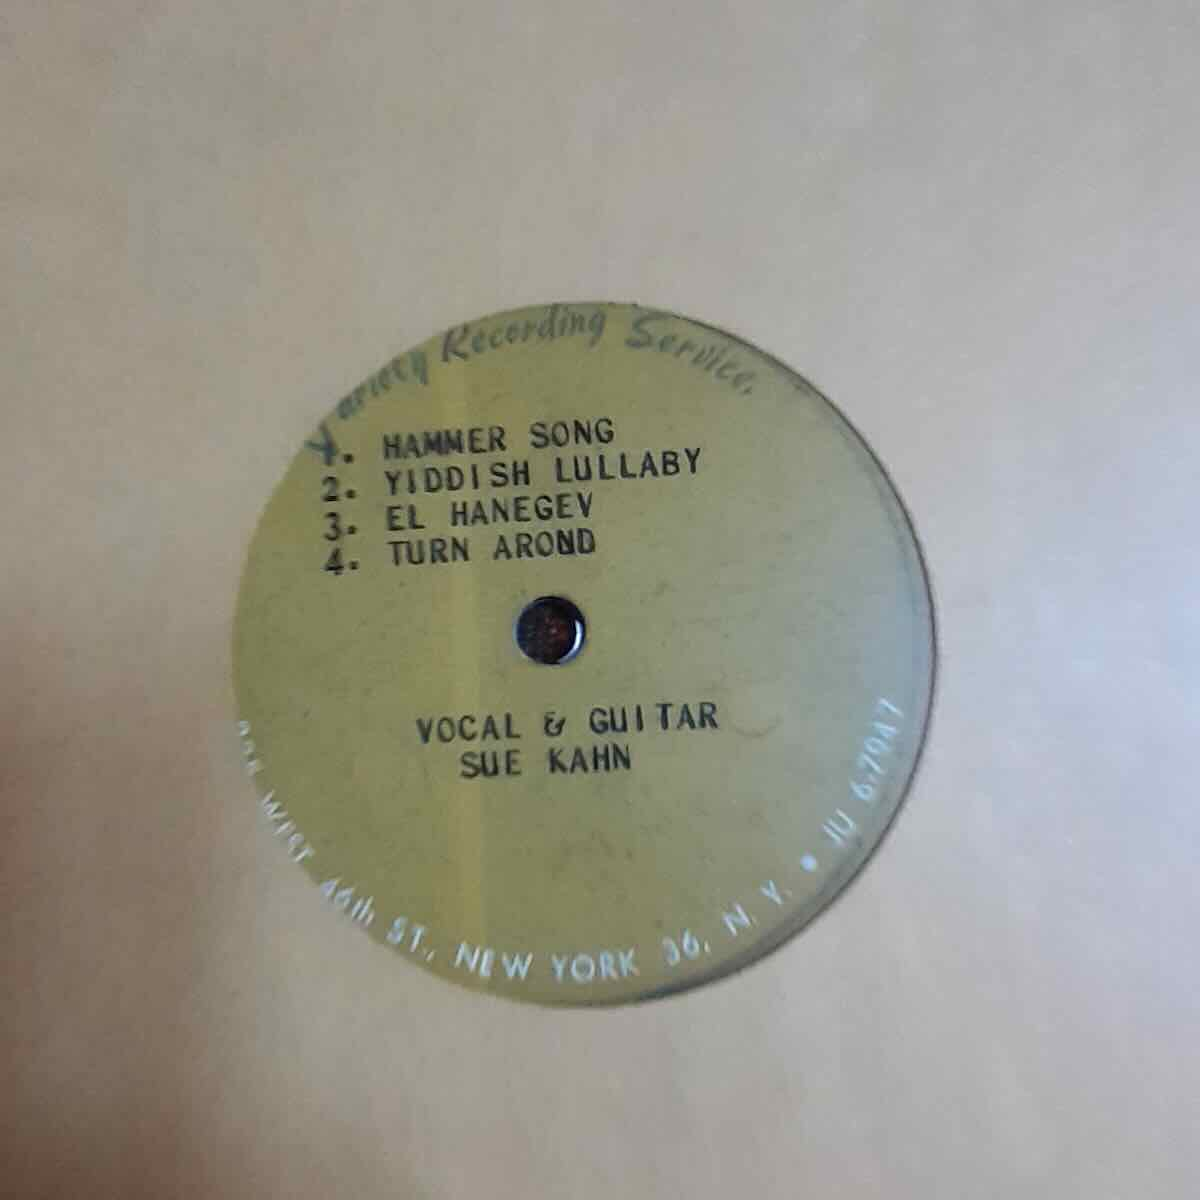 Variety Recording Service,
1. HAMMER SONG
2. YIDDISH LULLABY
3. EL HANEGEV
4. TURN AROND
VOCAL & GUITAR
SUE KAHN
WEST 46th ST., NEW YORK 36, N. Y. • JU 6-7947